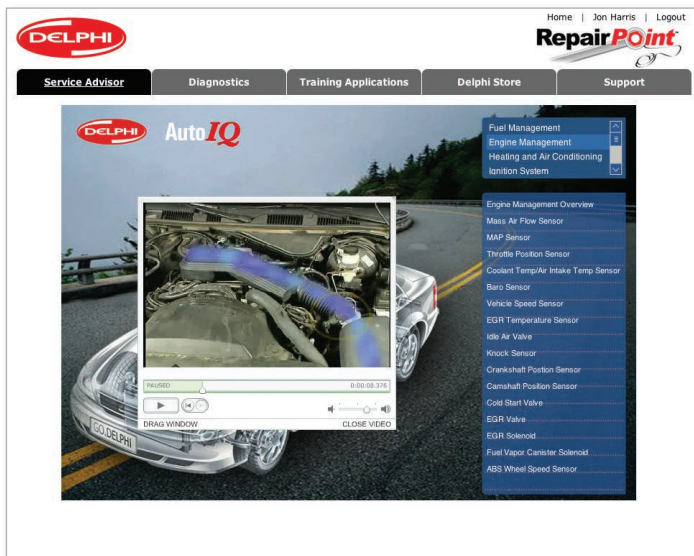 Home | Jon Harris | Logout
DELPHI
RepairPoint
Service Advisor
Diagnostics
Training Applications
Delphi Store
Support
DELPHI
AutoIQ
Fuel Management
Engine Management
Heating and Air Conditioning
Ignition System
Engine Management Overview
Mass Air Flow Sensor
MAP Sensor
Throttle Position Sensor
Coolant Temp/Air Intake Temp Sensor
Baro Sensor
Vehicle Speed Sensor
EGR Temperature Sensor
Idle Air Valve
Knock Sensor
Crankshaft Postion Sensor
Camshaft Postion Sensor
Cold Start Valve
EGR Valve
EGR Solenoid
Fuel Vapor Canister Solenoid
ABS Wheel Speed Sensor
PAUSED
0:00:08.376
DRAG WINDOW
CLOSE VIDEO
GO.DELPHI